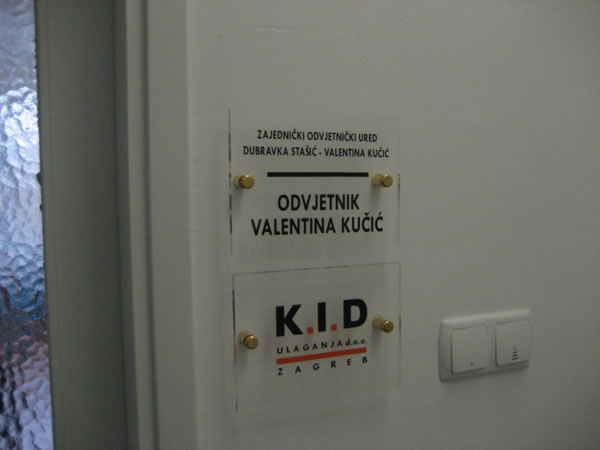 ZAJEDNIČKI ODVJETNIČKI URED
DUBRAVKA STAŠIĆ - VALENTINA KUČIĆ
ODVJETNIK
VALENTINA KUČIĆ
K.I.D
ULAGANJA d.o.o.
ZAGREB